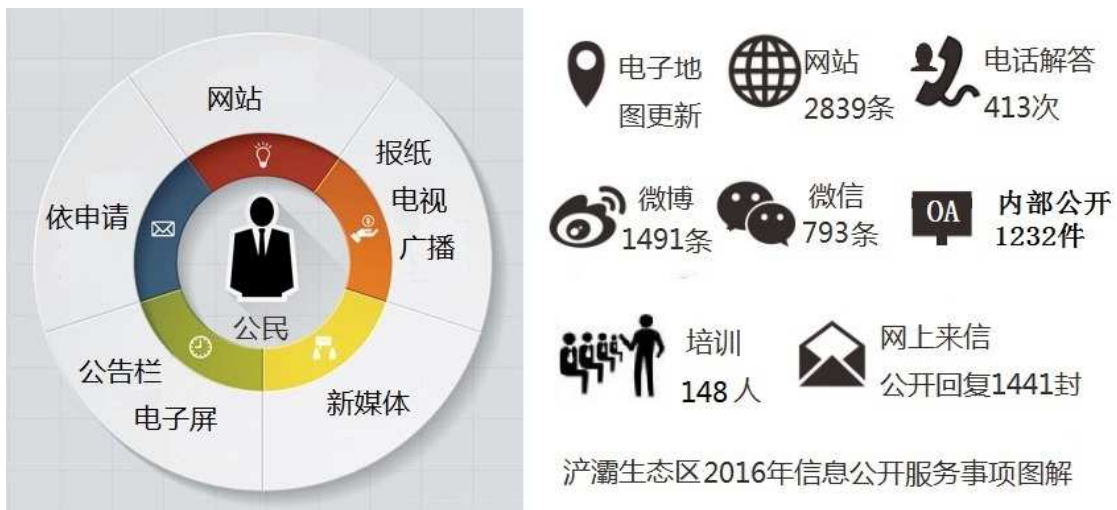 网站
报纸
电视
广播
依申请
公民
公告栏
电子屏
新媒体
电子地
图更新
网站
2839条
电话解答
413次
微博
1491条
微信
793条
OA
内部公开
1232件
培训
148人
网上来信
公开回复1441封
浐灞生态区2016年信息公开服务事项图解